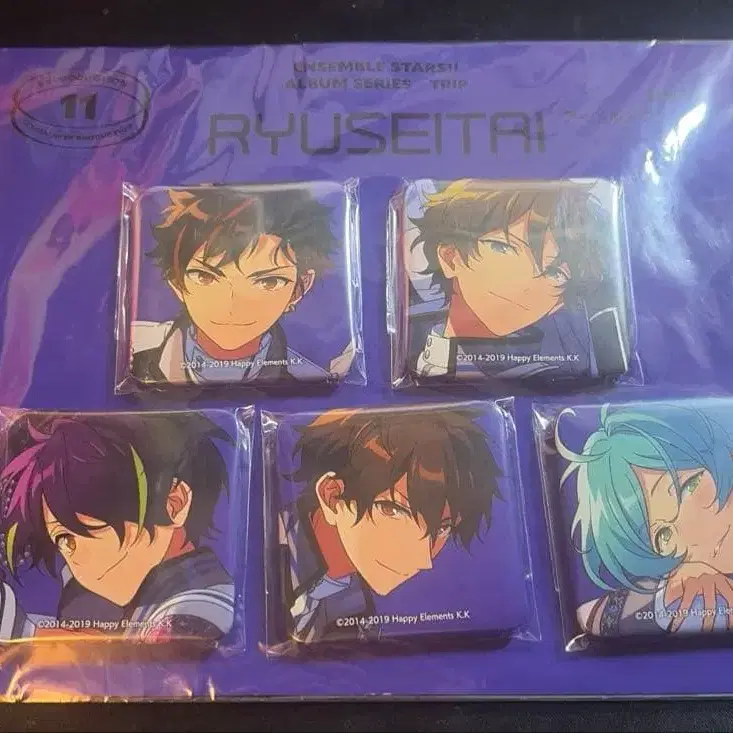 ENSEMBLE STARS!!
ALBUM SERIES TRIP
11
RYUSEITAI
©2014-2019 Happy Elements K.K
©2014-2019 Happy Elements K.K
©2014-2019 Happy Elements K.K
©2014-2019 Happy Elements K.K
©2014-2019 Happy Elements